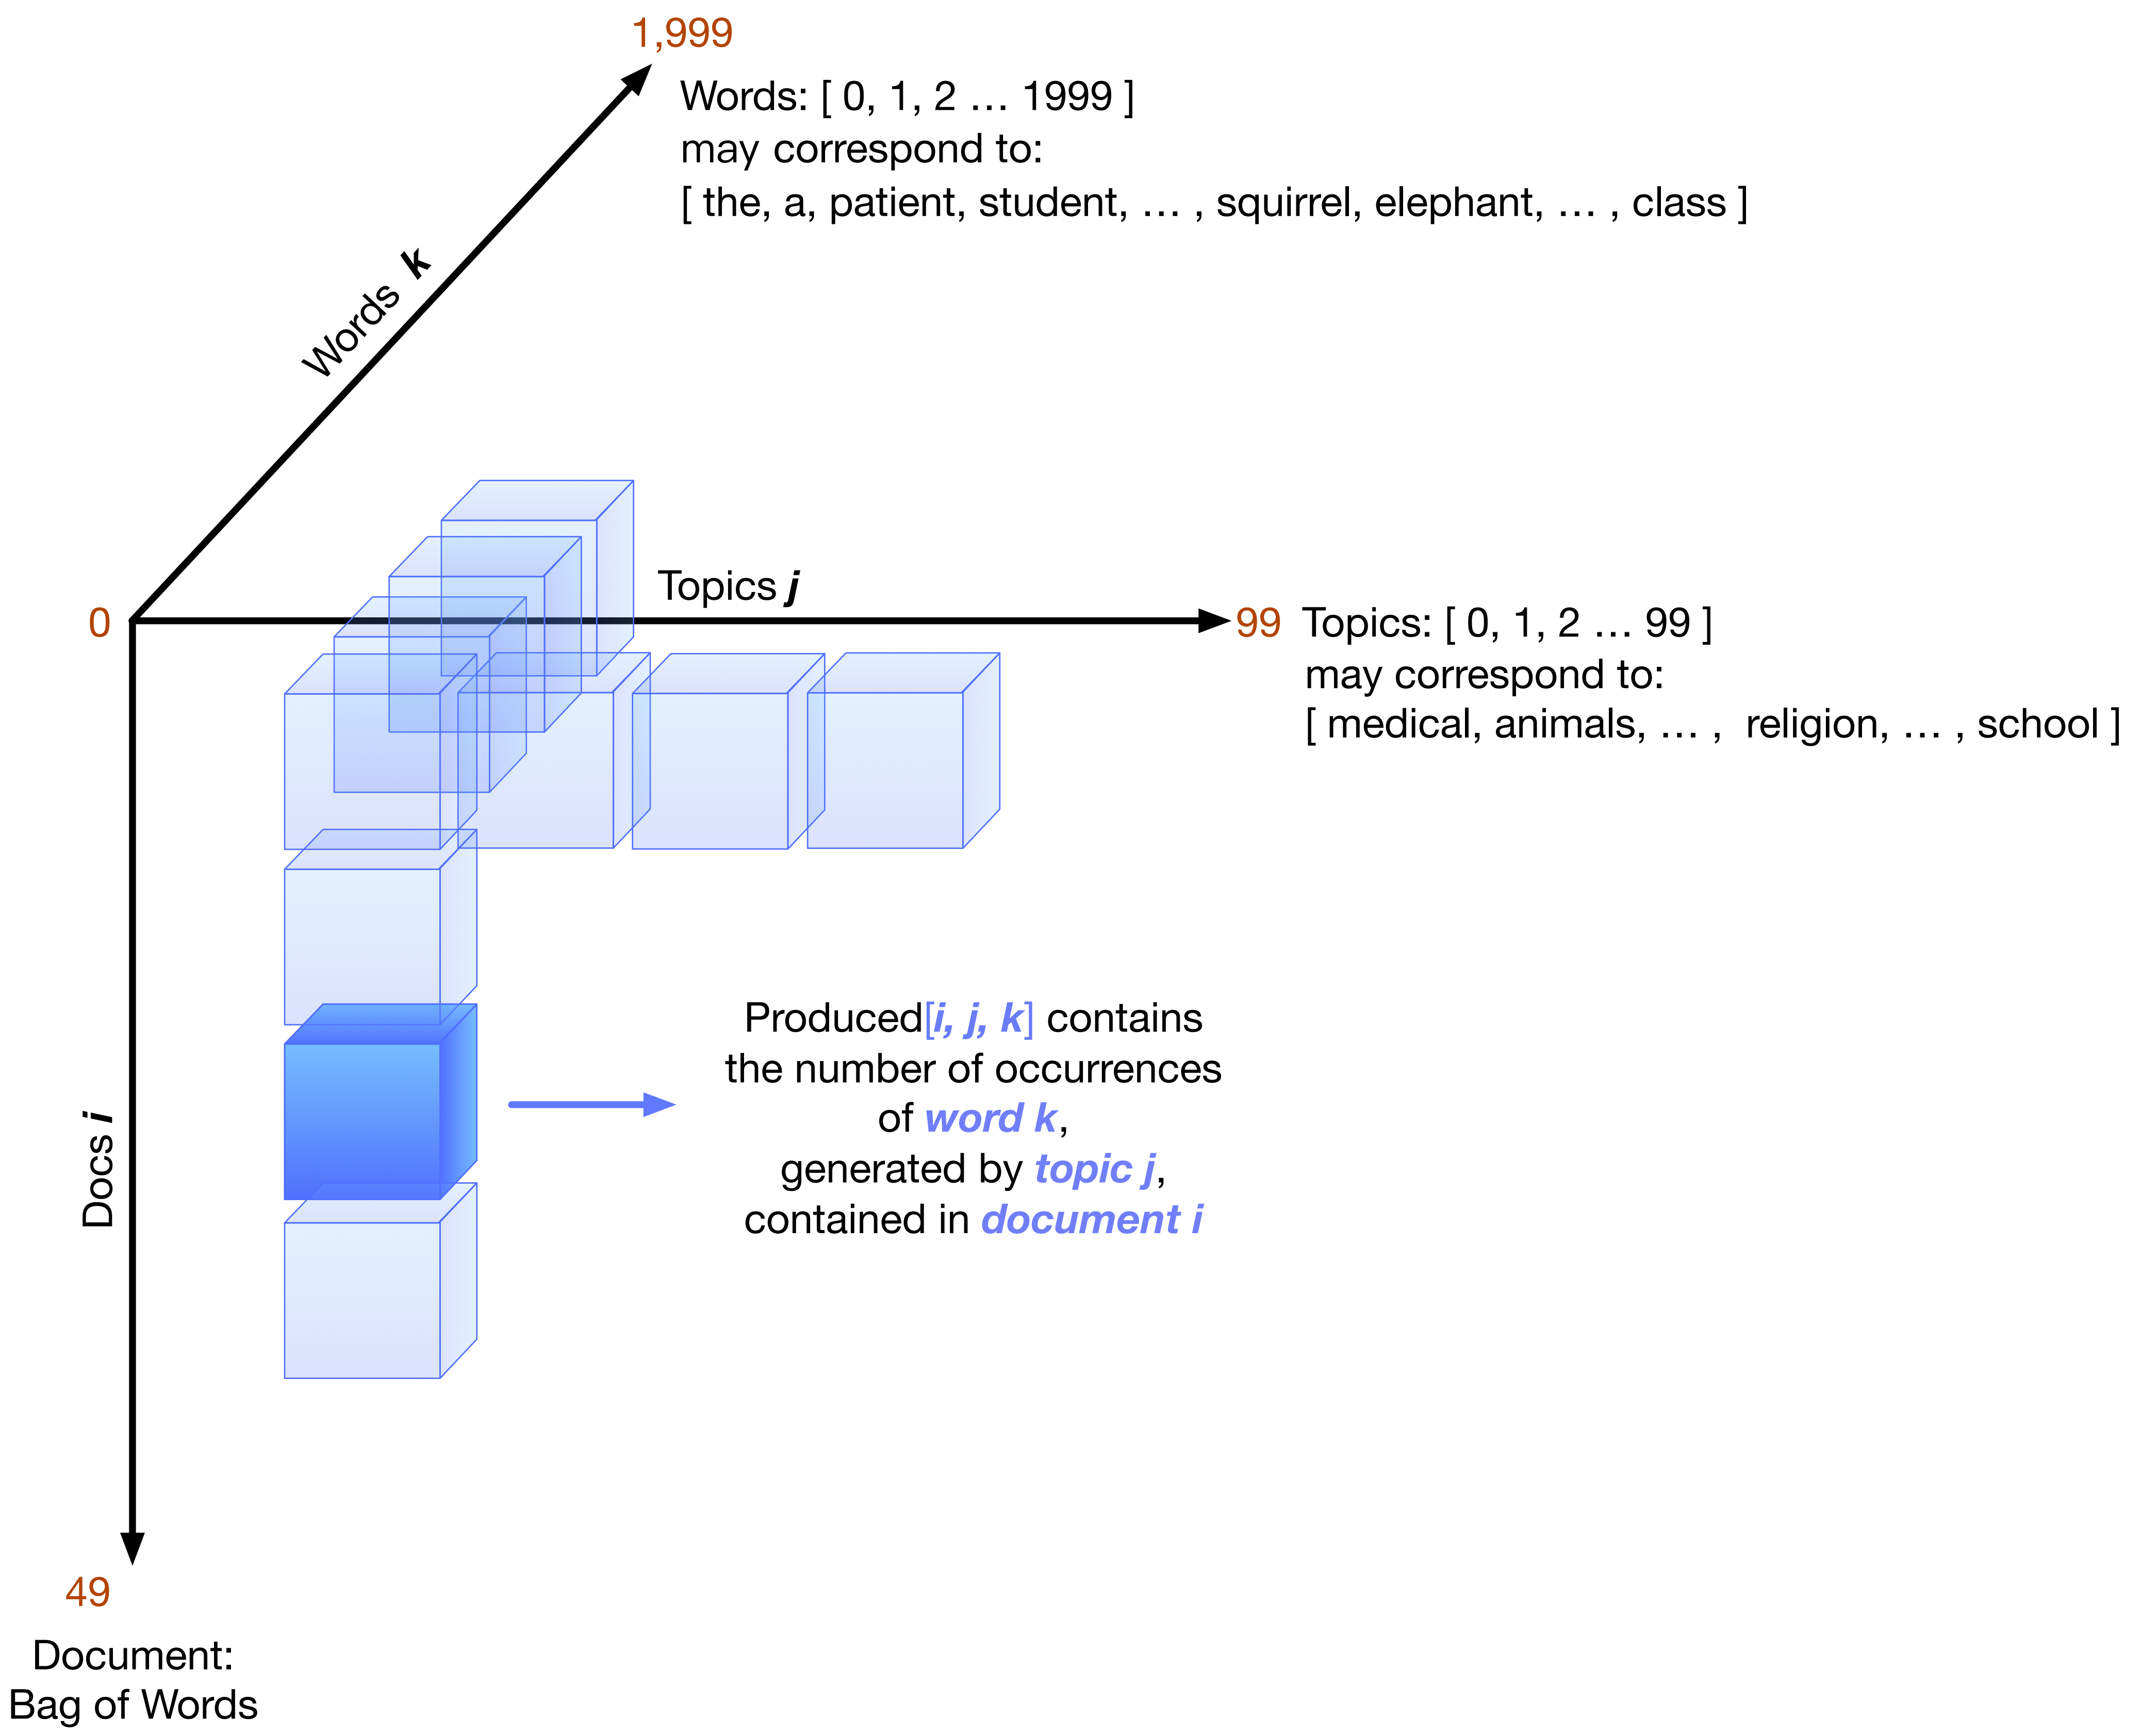 1,999
Words: [ 0, 1, 2 … 1999 ]
may correspond to:
[ the, a, patient, student, … , squirrel, elephant, … , class ]
Words k
Topics j
0
99
Topics: [ 0, 1, 2 … 99 ]
may correspond to:
[ medical, animals, … , religion, … , school ]
Produced[i, j, k] contains
the number of occurrences
of word k,
generated by topic j,
contained in document i
Docs i
49
Document:
Bag of Words